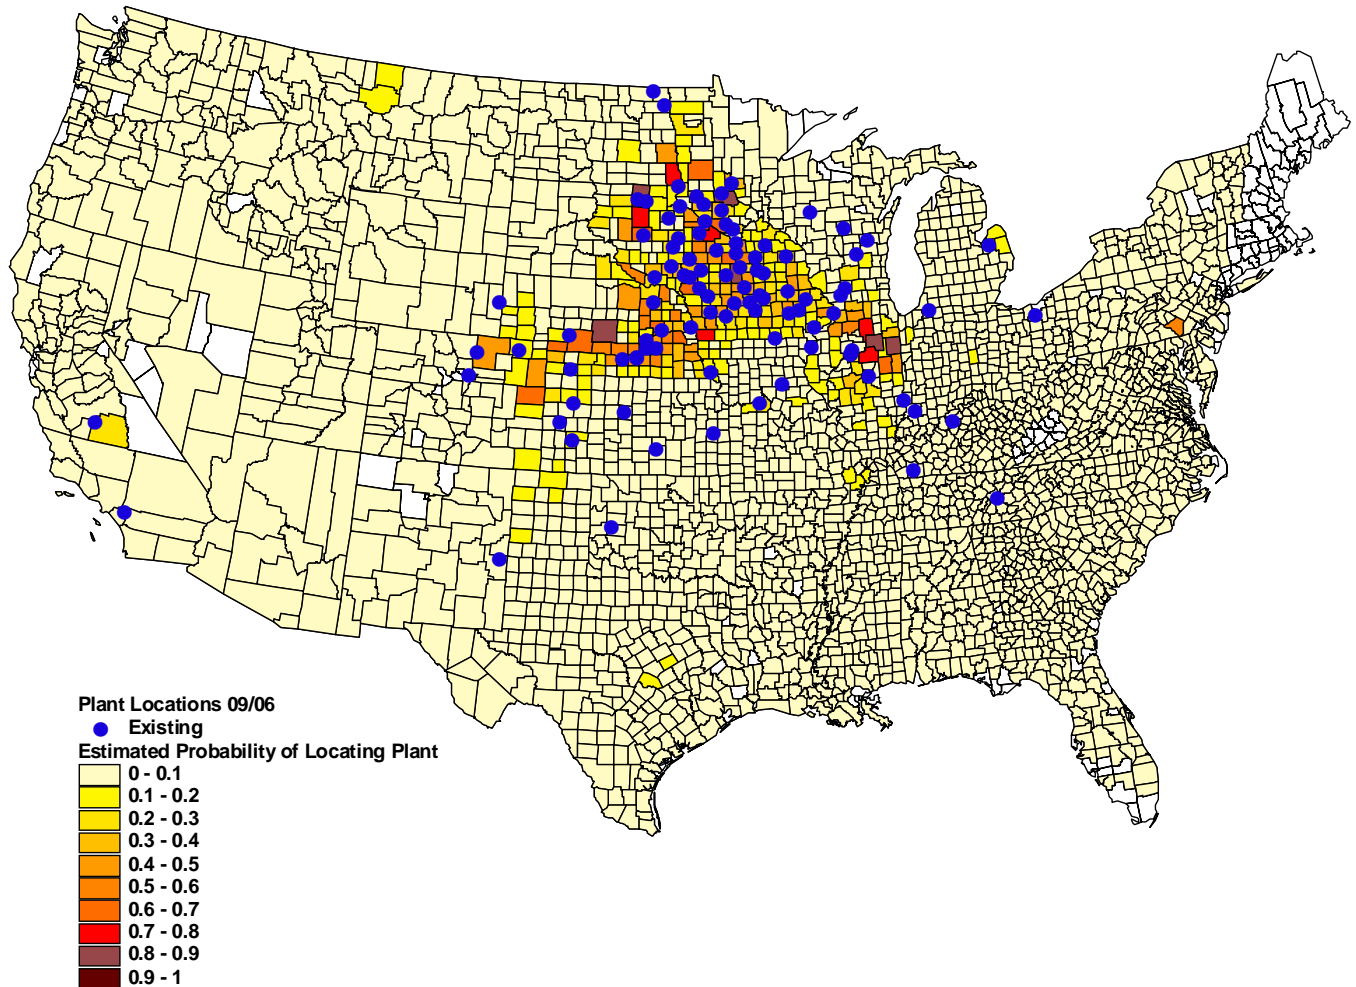 Plant Locations 09/06
Existing
Estimated Probability of Locating Plant
0 - 0.1
0.1 - 0.2
0.2 - 0.3
0.3 - 0.4
0.4 - 0.5
0.5 - 0.6
0.6 - 0.7
0.7 - 0.8
0.8 - 0.9
0.9 - 1